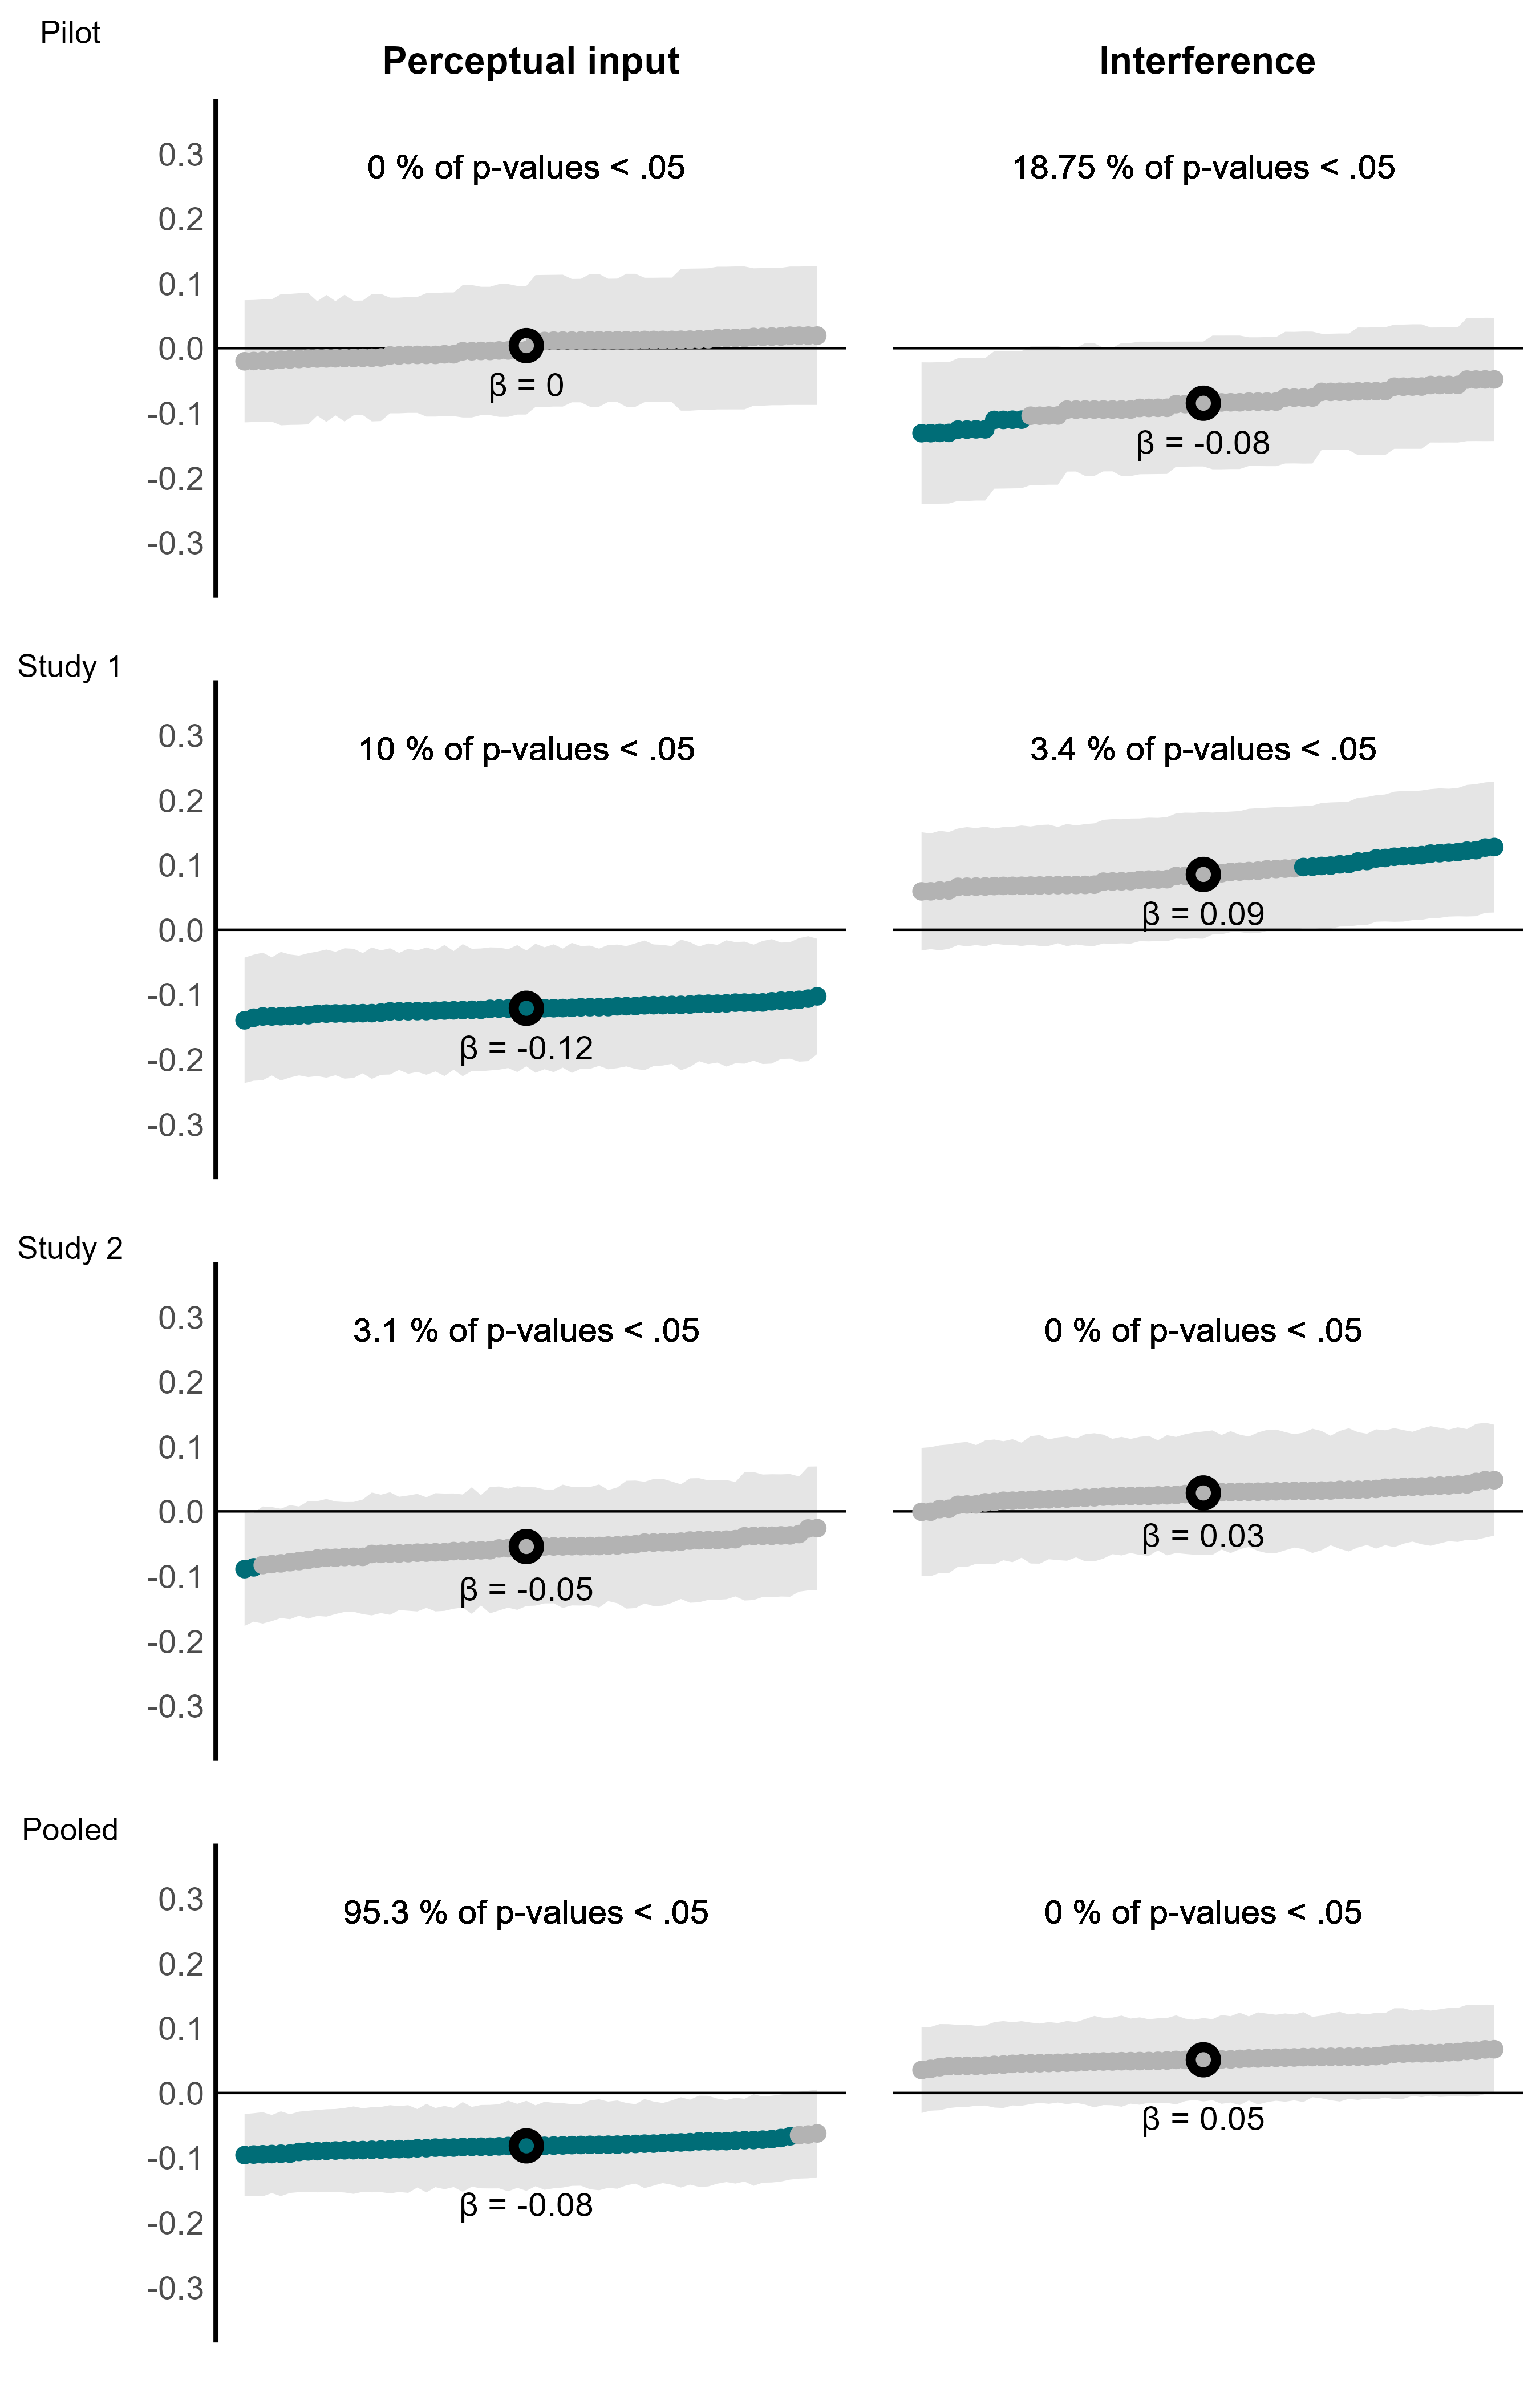 Pilot
Perceptual input
Interference
0 % of p-values < .05
18.75 % of p-values < .05
0.3
0.2
0.1
0.0
-0.1
-0.2
-0.3
β = 0
β = -0.08
Study 1
10 % of p-values < .05
3.4 % of p-values < .05
0.3
0.2
0.1
0.0
-0.1
-0.2
-0.3
β = 0.09
β = -0.12
Study 2
3.1 % of p-values < .05
0 % of p-values < .05
0.3
0.2
0.1
0.0
-0.1
-0.2
-0.3
β = -0.05
β = 0.03
Pooled
95.3 % of p-values < .05
0 % of p-values < .05
0.3
0.2
0.1
0.0
-0.1
-0.2
-0.3
β = -0.08
β = 0.05